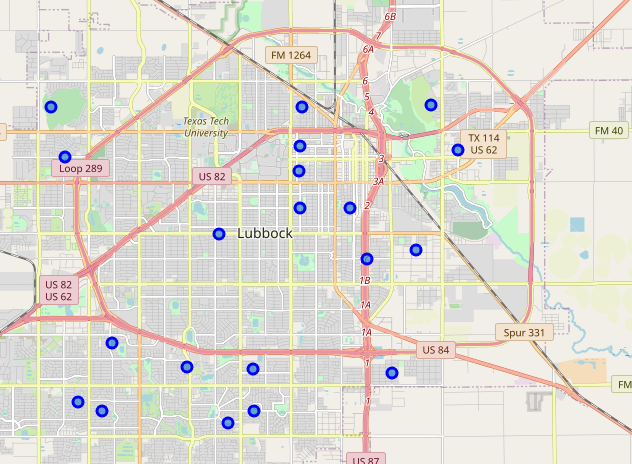 6B
7
6A
FM 1264
6
5
4
Texas Tech
University
FM 40
TX 114
US 62
3
Loop 289
US 82
3A
2
Lubbock
1B
US 82
US 62
1A
Spur 331
1A
US 84
1
FM
1
US 87